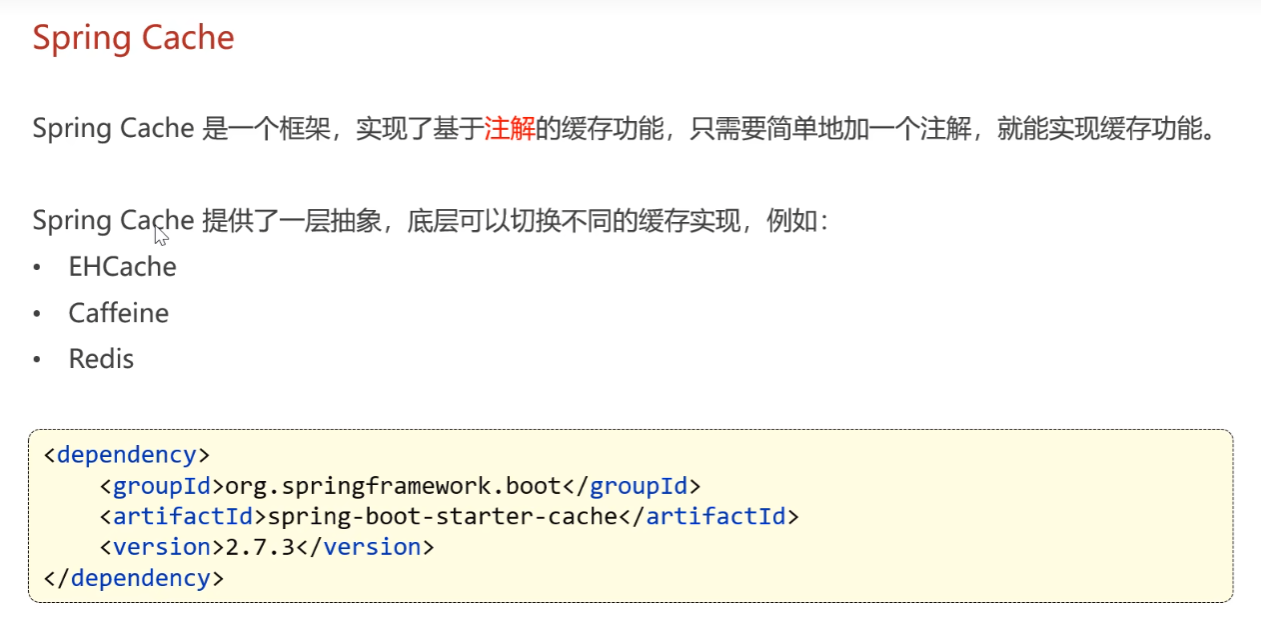 Spring Cache
Spring Cache 是一个框架，实现了基于注解的缓存功能，只需要简单地加一个注解，就能实现缓存功能。
Spring Cache 提供了一层抽象，底层可以切换不同的缓存实现，例如：
• EHCache
• Caffeine
• Redis
<dependency>
    <groupId>org.springframework.boot</groupId>
    <artifactId>spring-boot-starter-cache</artifactId>
    <version>2.7.3</version>
</dependency>